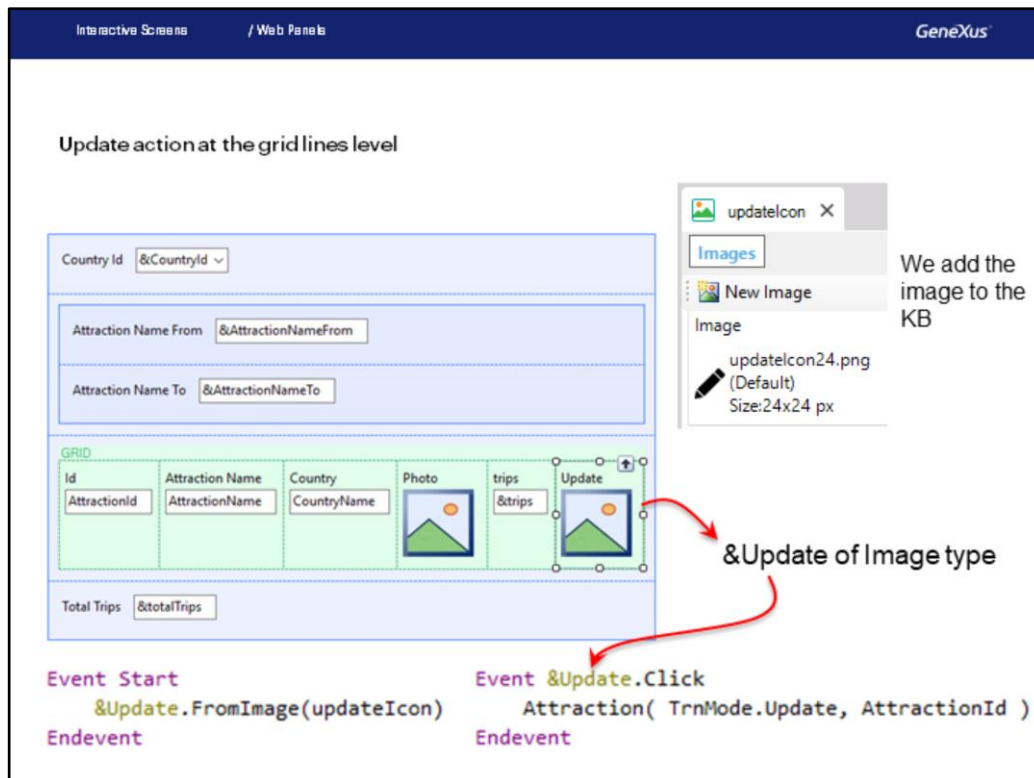 Interactive Screens / Web Panels GeneXus
Update action at the grid lines level
updateIcon X
Images
New Image
Image
updateIcon24.png
(Default)
Size:24x24 px
We add the
image to the
KB
Country Id &CountryId
Attraction Name From &AttractionNameFrom
Attraction Name To &AttractionNameTo
GRID
Id Attraction Name Country Photo trips Update
AttractionId AttractionName CountryName &trips
&Update of Image type
Total Trips &totalTrips
Event Start
&Update.FromImage(updateIcon)
Endevent
Event &Update.Click
Attraction( TrnMode.Update, AttractionId )
Endevent